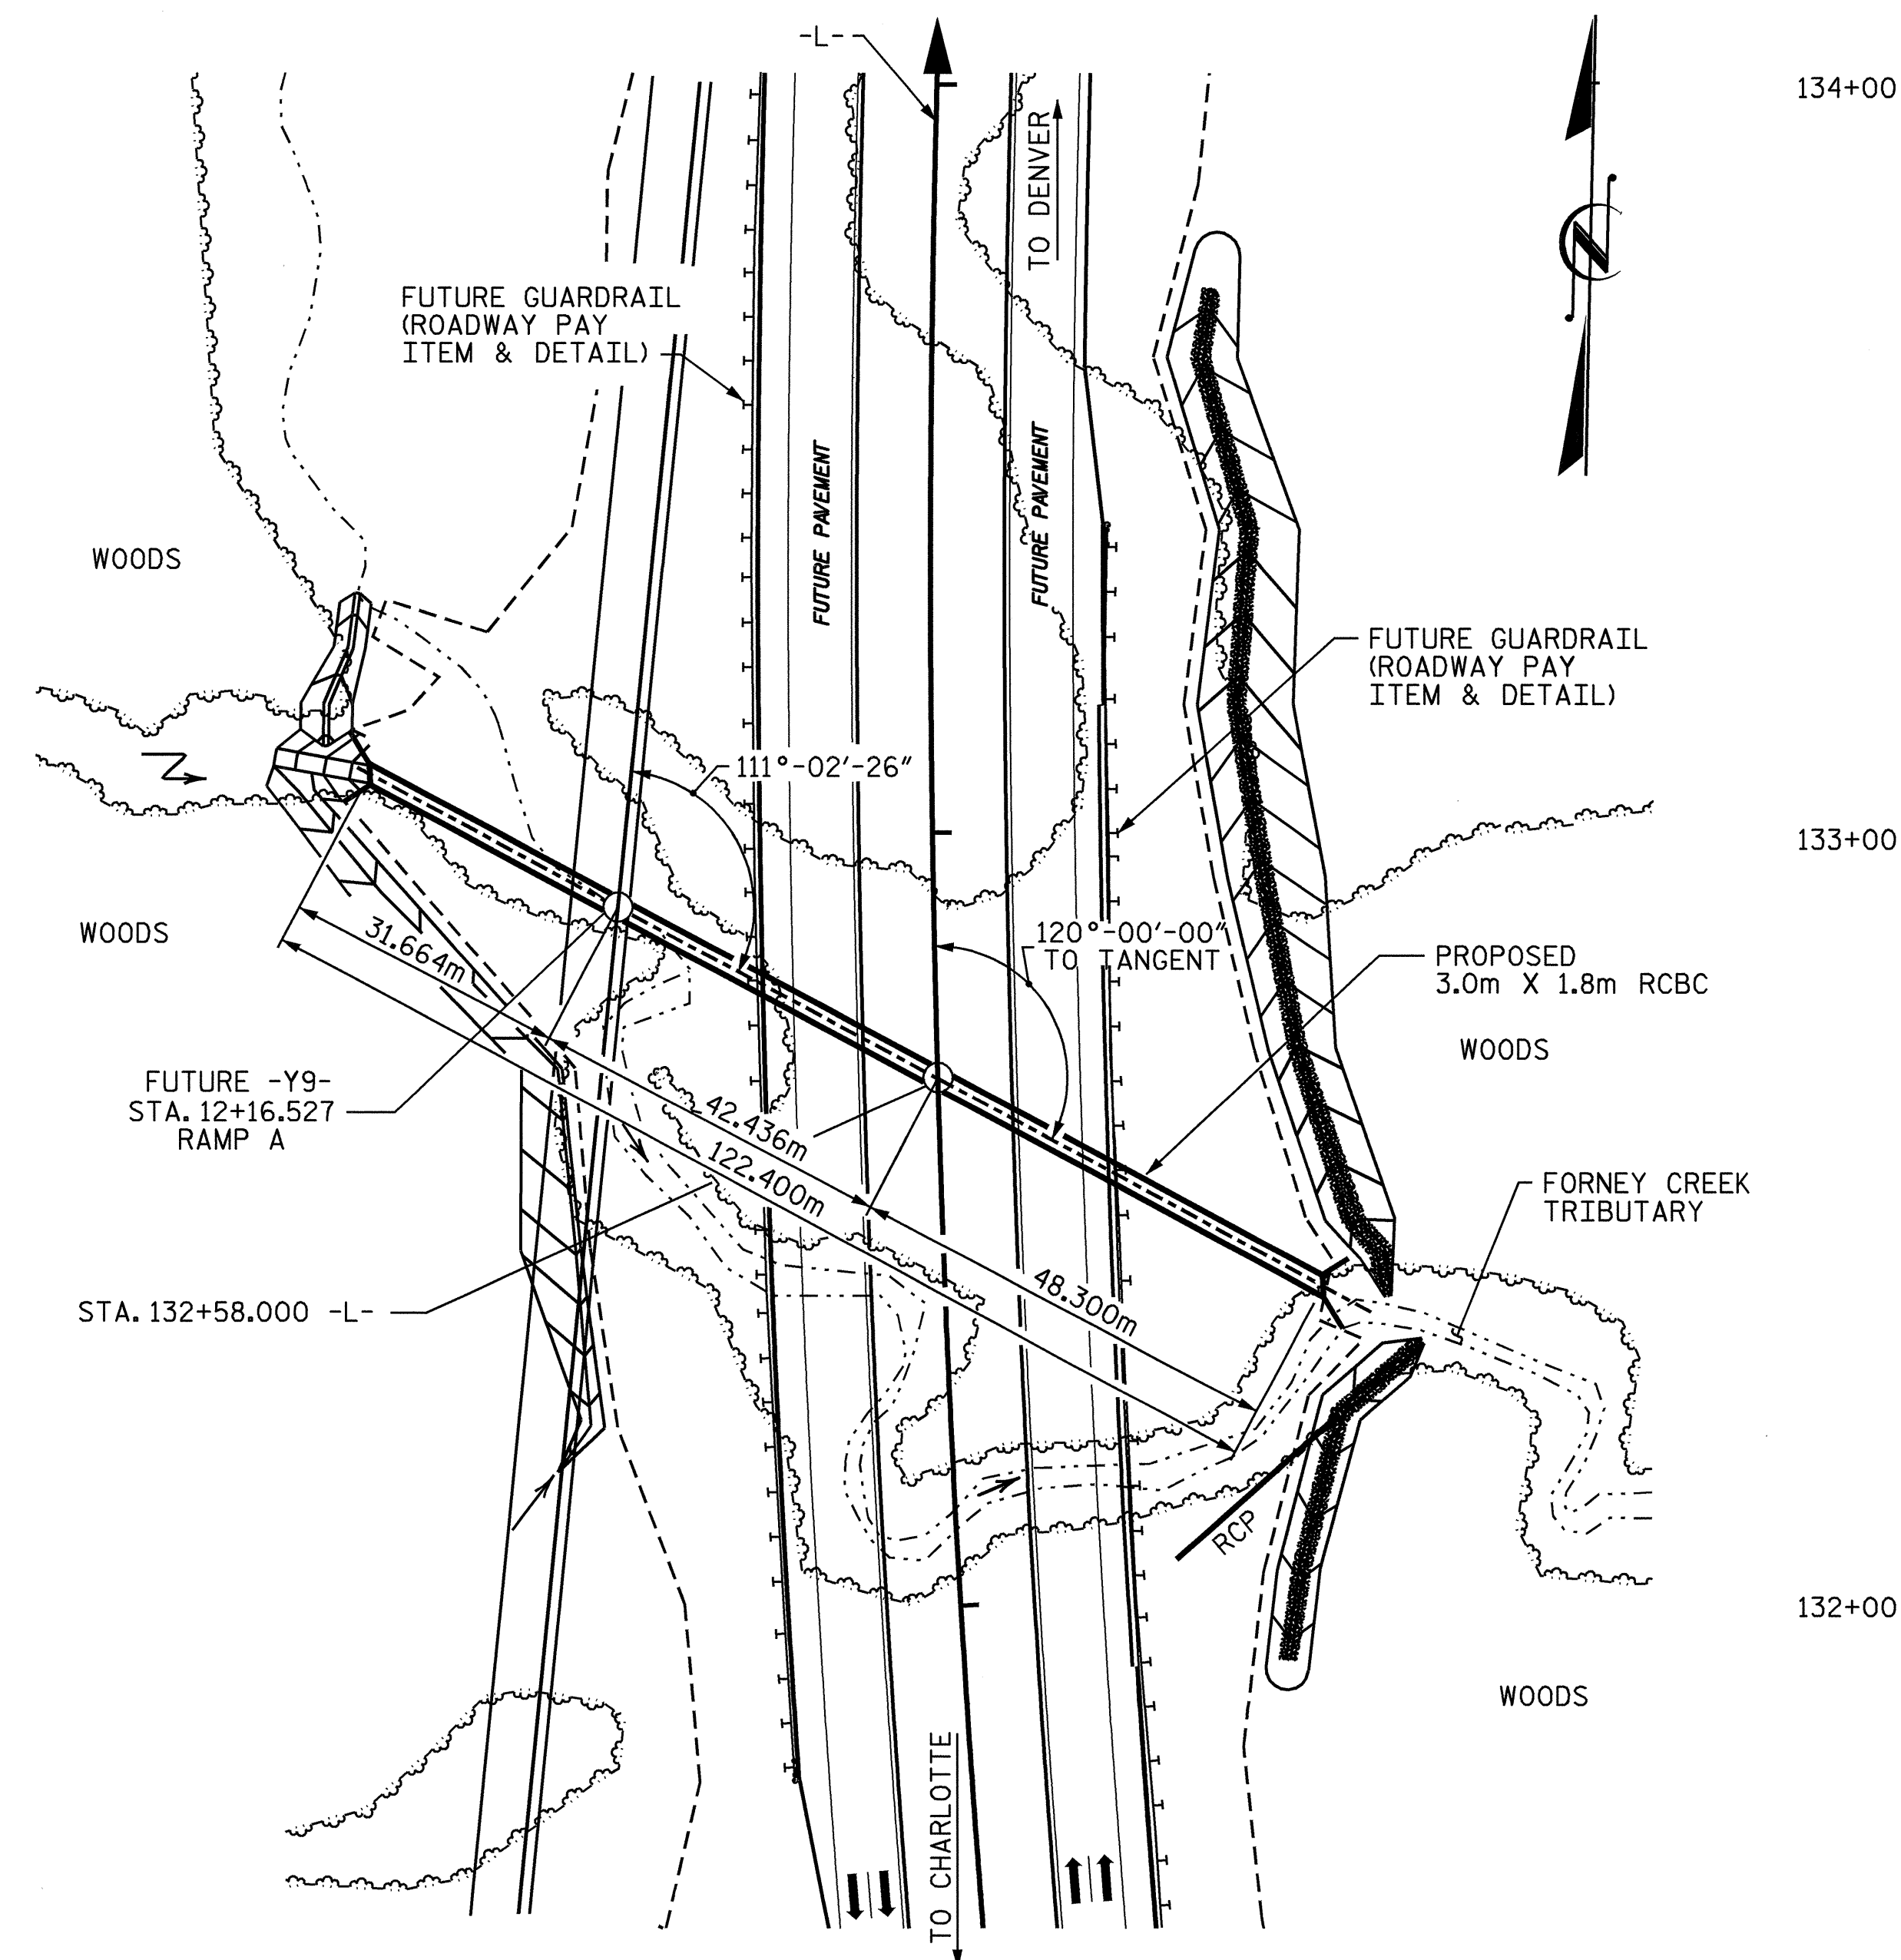 -L-
134+00
TO DENVER
N
FUTURE GUARDRAIL
(ROADWAY PAY
ITEM & DETAIL)
FUTURE PAVEMENT
FUTURE PAVEMENT
WOODS
FUTURE GUARDRAIL
(ROADWAY PAY
ITEM & DETAIL)
111°-02'-26"
133+00
WOODS
31.664m
120°-00'-00"
TO TANGENT
PROPOSED
3.0m X 1.8m RCBC
WOODS
FUTURE -Y9-
STA. 12+16.527
RAMP A
42.436m
122.400m
FORNEY CREEK
TRIBUTARY
48.300m
STA. 132+58.000 -L-
RCP
132+00
WOODS
TO CHARLOTTE